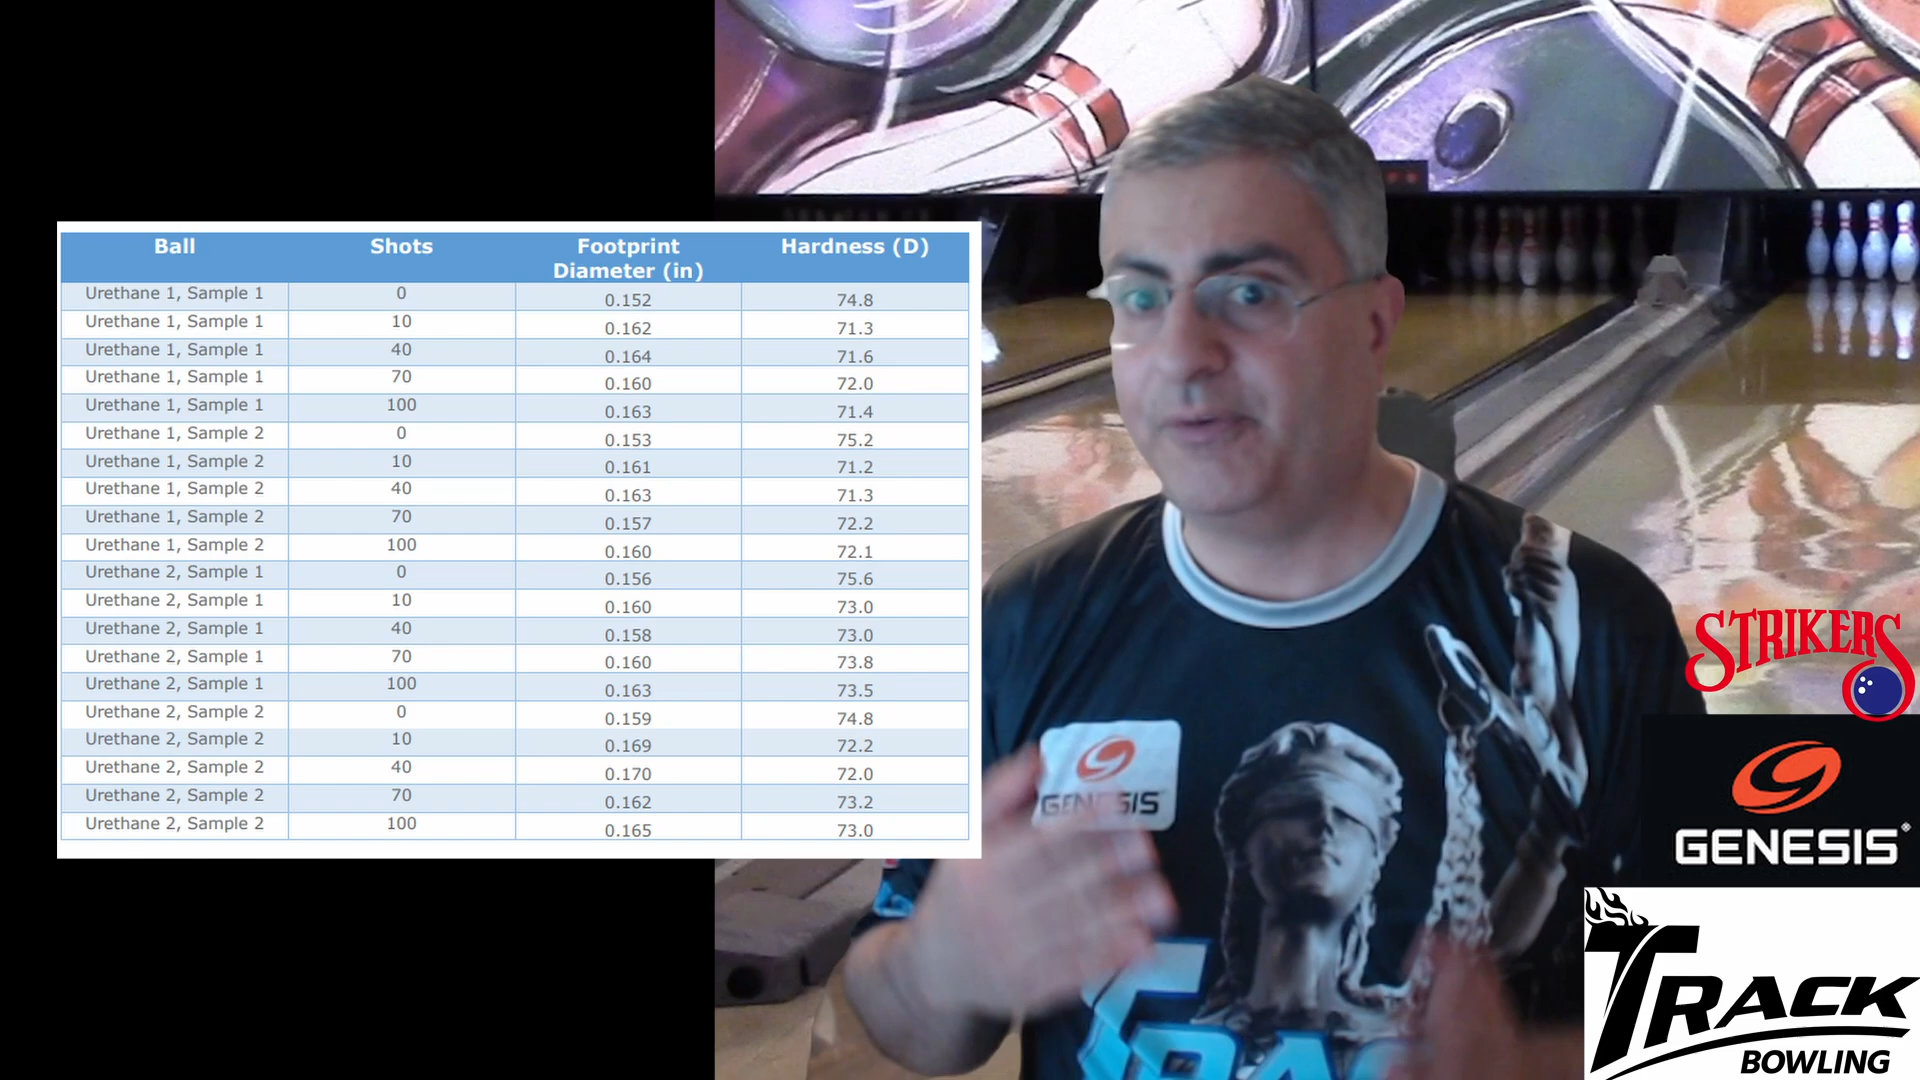 Ball Shots Footprint Diameter (in) Hardness (D)
Urethane 1, Sample 1 0 0.152 74.8
Urethane 1, Sample 1 10 0.162 71.3
Urethane 1, Sample 1 40 0.164 71.6
Urethane 1, Sample 1 70 0.160 72.0
Urethane 1, Sample 1 100 0.163 71.4
Urethane 1, Sample 2 0 0.153 75.2
Urethane 1, Sample 2 10 0.161 71.2
Urethane 1, Sample 2 40 0.163 71.3
Urethane 1, Sample 2 70 0.157 72.2
Urethane 1, Sample 2 100 0.160 72.1
Urethane 2, Sample 1 0 0.156 75.6
Urethane 2, Sample 1 10 0.160 73.0
Urethane 2, Sample 1 40 0.158 73.0
Urethane 2, Sample 1 70 0.160 73.8
Urethane 2, Sample 1 100 0.163 73.5
Urethane 2, Sample 2 0 0.159 74.8
Urethane 2, Sample 2 10 0.169 72.2
Urethane 2, Sample 2 40 0.170 72.0
Urethane 2, Sample 2 70 0.162 73.2
Urethane 2, Sample 2 100 0.165 73.0
GENESIS
STRIKERS
GENESIS®
TRACK
BOWLING